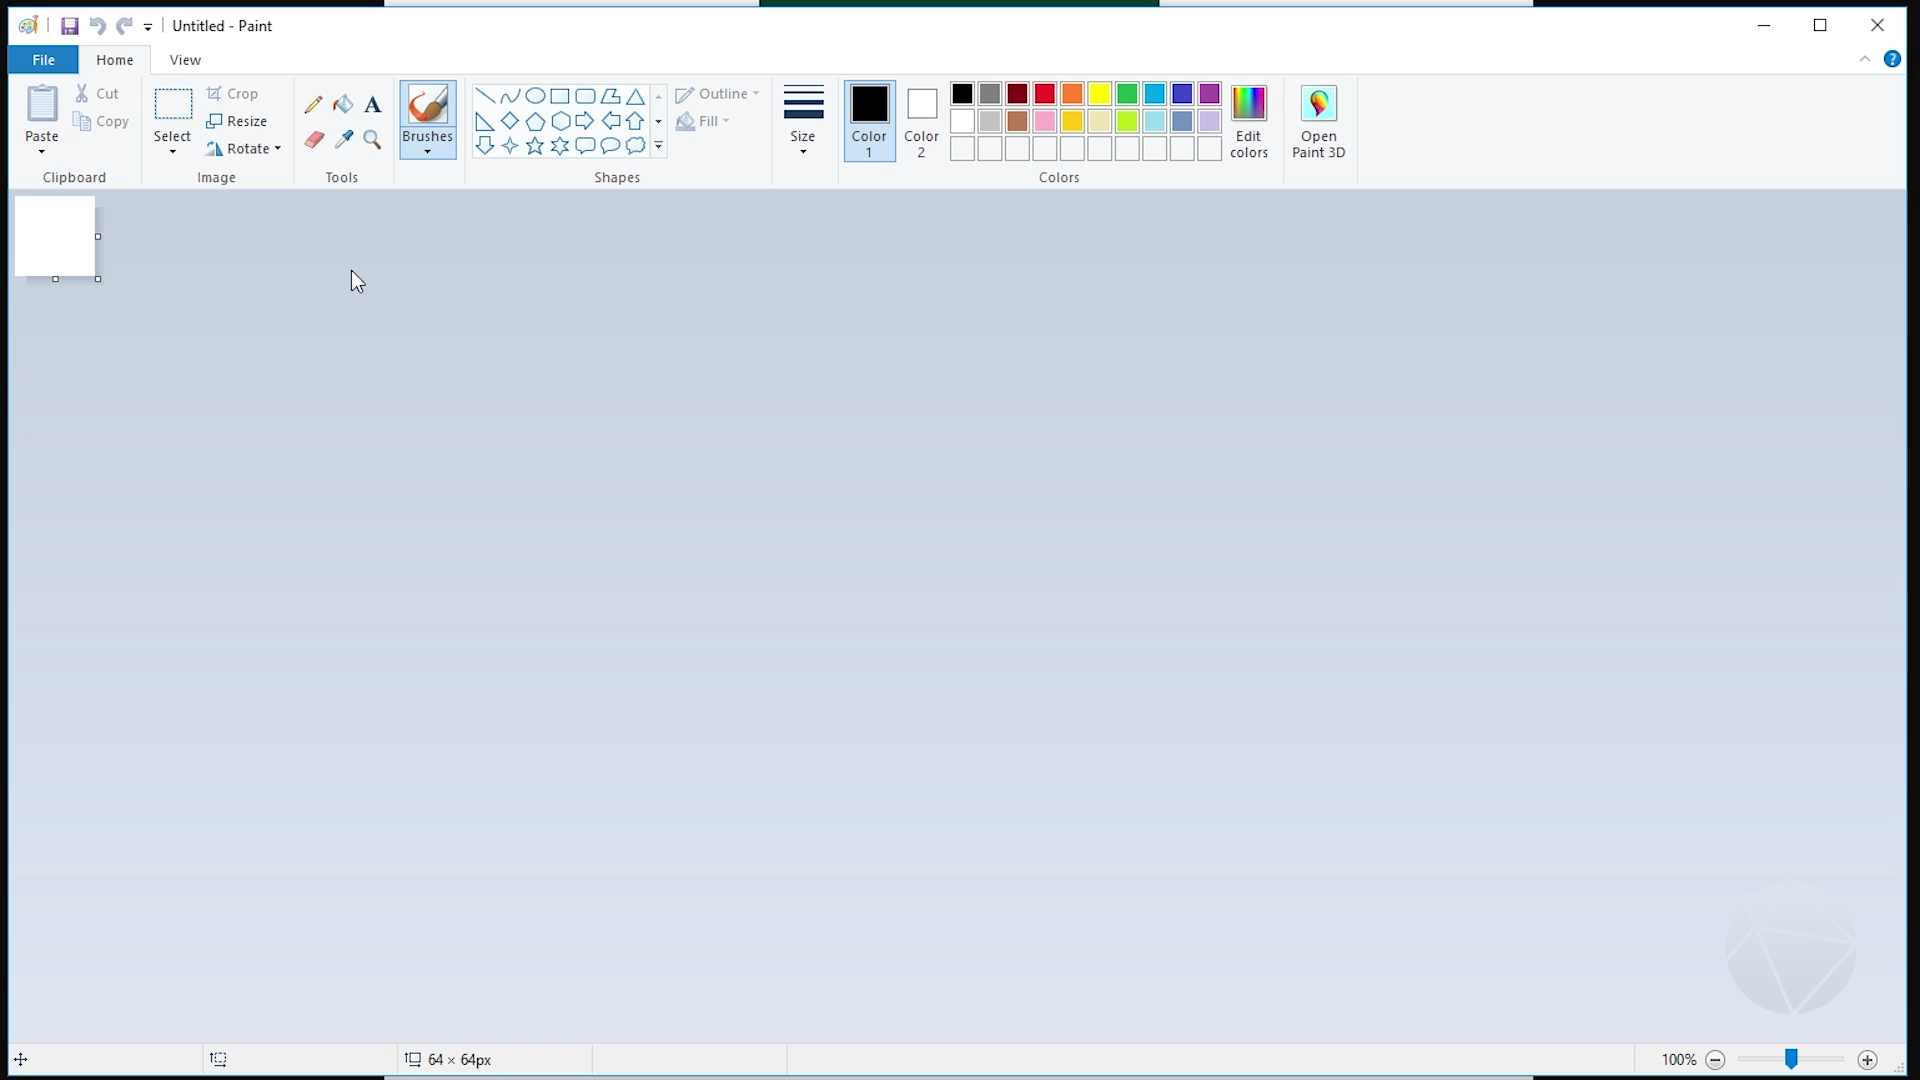 Untitled - Paint
File Home View
Paste
Cut
Copy
Clipboard
Select
Crop
Resize
Rotate
Image
A
Tools
Brushes
Shapes
Outline
Fill
Size
Color 1
Color 2
Edit colors
Colors
Open Paint 3D
?
64 × 64px
100%